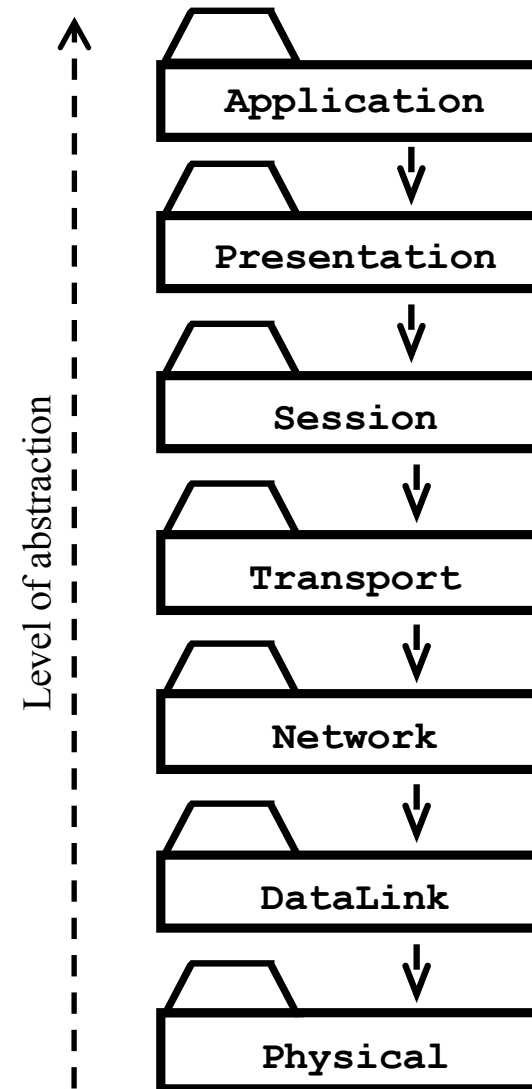 Application
Presentation
Session
Transport
Network
DataLink
Physical
Level of abstraction